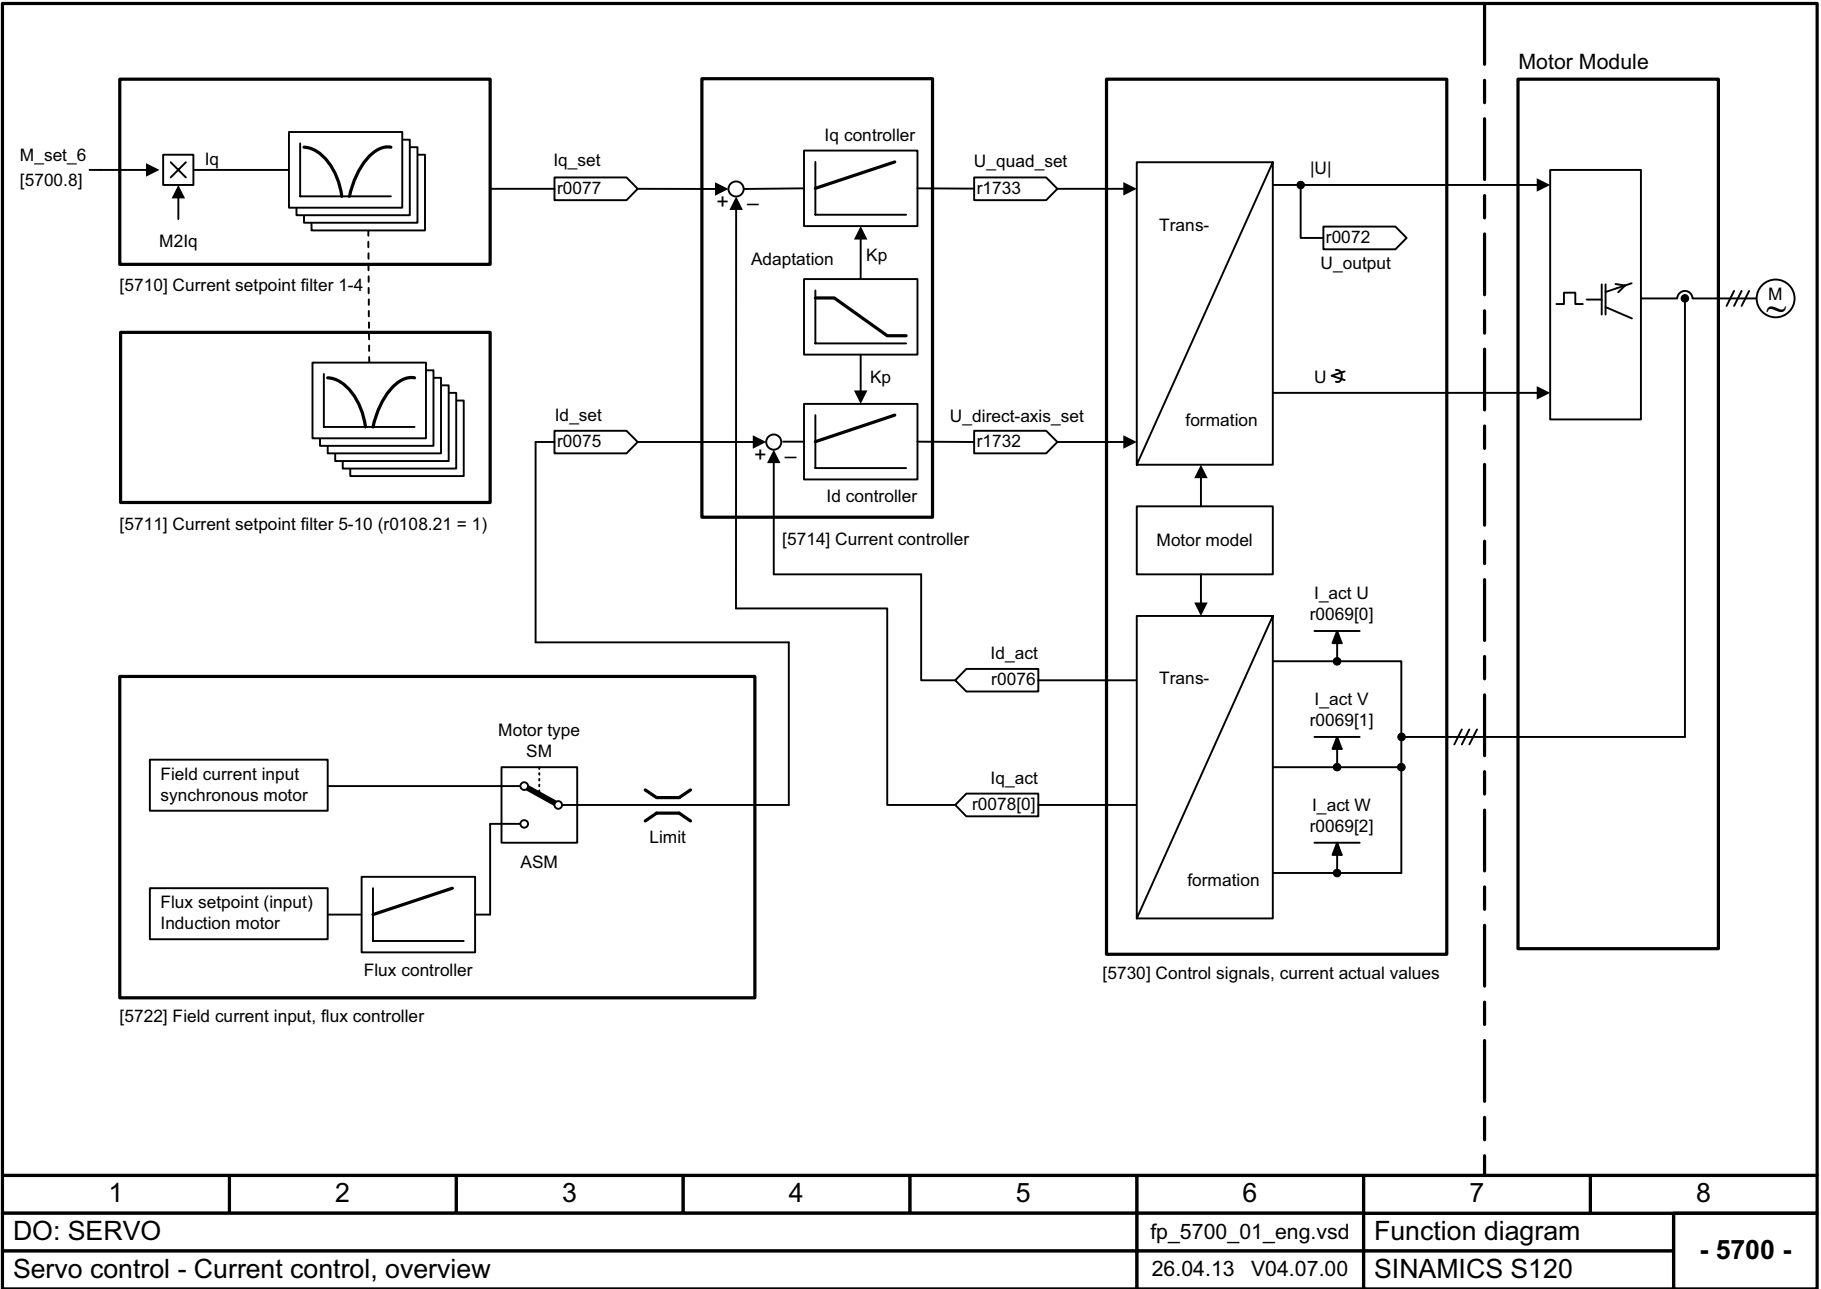 Motor Module
M_set_6
[5700.8]
Iq
M2Iq
[5710] Current setpoint filter 1-4
[5711] Current setpoint filter 5-10 (r0108.21 = 1)
Iq_set
r0077
Id_set
r0075
Iq controller
+
–
Adaptation
Kp
Kp
+
–
Id controller
[5714] Current controller
U_quad_set
r1733
U_direct-axis_set
r1732
Trans-
formation
|U|
r0072
U_output
U
M
~
Motor model
I_act U
r0069[0]
I_act V
r0069[1]
I_act W
r0069[2]
Trans-
formation
Id_act
r0076
Iq_act
r0078[0]
[5730] Control signals, current actual values
Motor type
SM
Field current input
synchronous motor
Limit
ASM
Flux setpoint (input)
Induction motor
Flux controller
[5722] Field current input, flux controller
1 2 3 4 5 6 7 8
DO: SERVO
fp_5700_01_eng.vsd
Function diagram
- 5700 -
Servo control - Current control, overview
26.04.13 V04.07.00
SINAMICS S120